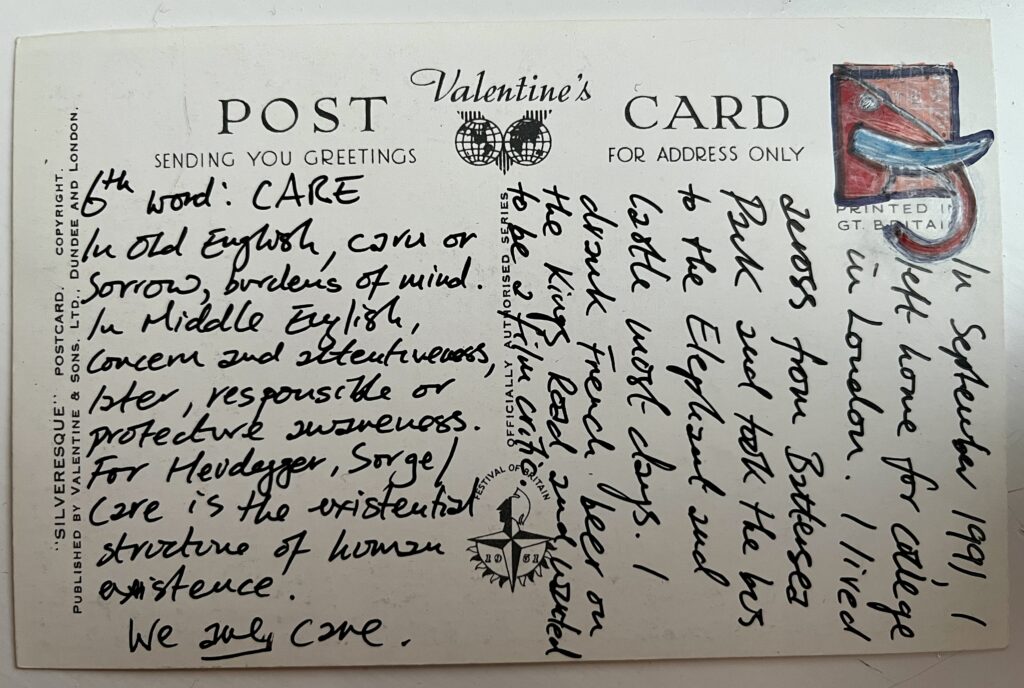 Valentine's
POST CARD
SENDING YOU GREETINGS
FOR ADDRESS ONLY
PRINTED IN
GT. BRITAIN
"SILVERESQUE" POSTCARD. COPYRIGHT.
PUBLISHED BY VALENTINE & SONS, LTD., DUNDEE AND LONDON.
OFFICIALLY AUTHORISED SERIES
FESTIVAL OF BRITAIN
1951
6th word: CARE
In Old English, caru or
sorrow, burdens of mind.
In Middle English,
concern and attentiveness,
later, responsible or
protective awareness.
For Heidegger, Sorge/
care is the existential
structure of human
existence.
We are care.
In September 1991, I
left home for college
in London. I lived
across from Battersea
Park and took the bus
to the Elephant and
Castle most days. I
drank French beer on
the Kings Road and wanted
to be a film critic.